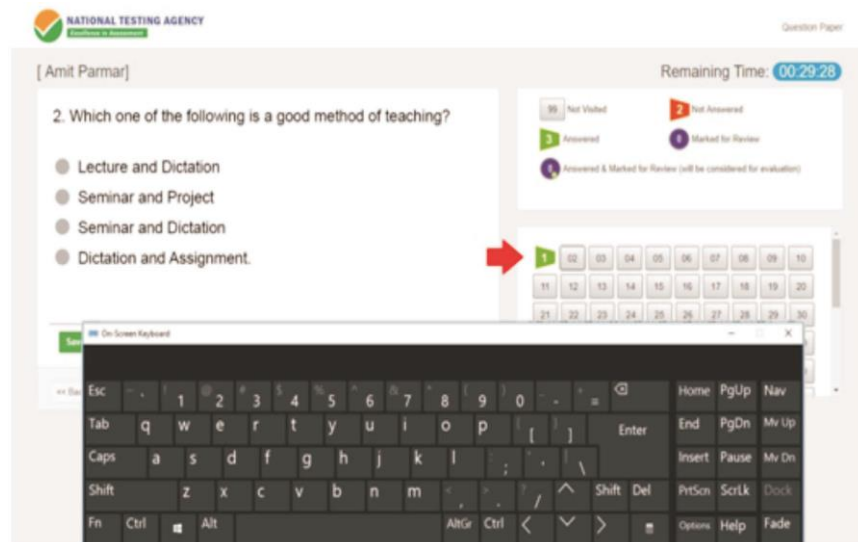 NATIONAL TESTING AGENCY
Excellence in Assessment
Question Paper
[ Amit Parmar]
Remaining Time: 00:29:28
2. Which one of the following is a good method of teaching?
Lecture and Dictation
Seminar and Project
Seminar and Dictation
Dictation and Assignment.
99 Not Visited
2 Not Answered
3 Answered
0 Marked for Review
Answered & Marked for Review (will be considered for evaluation)
1 02 03 04 05 06 07 08 09 10
11 12 13 14 15 16 17 18 19 20
21 22 23 24 25 26 27 28 29 30
On-Screen Keyboard
Esc 1 2 3 4 5 6 7 8 9 0 - = Home PgUp Nav
Tab q w e r t y u i o p [ ] Enter End PgDn Mv Up
Caps a s d f g h j k l ; ' \ Insert Pause Mv Dn
Shift z x c v b n m , . / Shift Del PrtScn ScrLk Dock
Fn Ctrl Alt AltGr Ctrl Options Help Fade